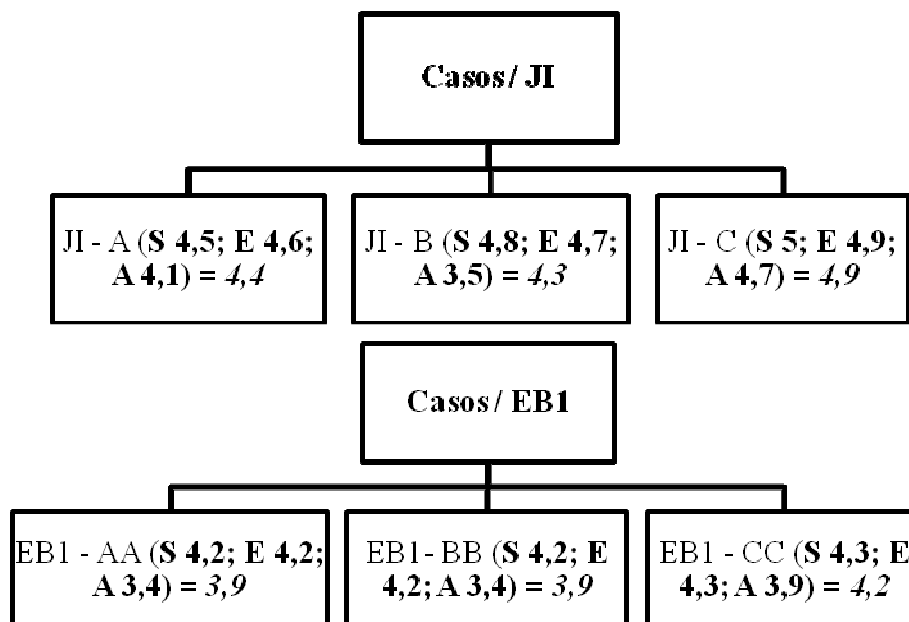 Casos / JI
JI - A (S 4,5; E 4,6;
A 4,1) = 4,4
JI - B (S 4,8; E 4,7;
A 3,5) = 4,3
JI - C (S 5; E 4,9;
A 4,7) = 4,9
Casos / EB1
EB1 - AA (S 4,2; E 4,2;
A 3,4) = 3,9
EB1- BB (S 4,2; E
4,2; A 3,4) = 3,9
EB1 - CC (S 4,3; E
4,3; A 3,9) = 4,2